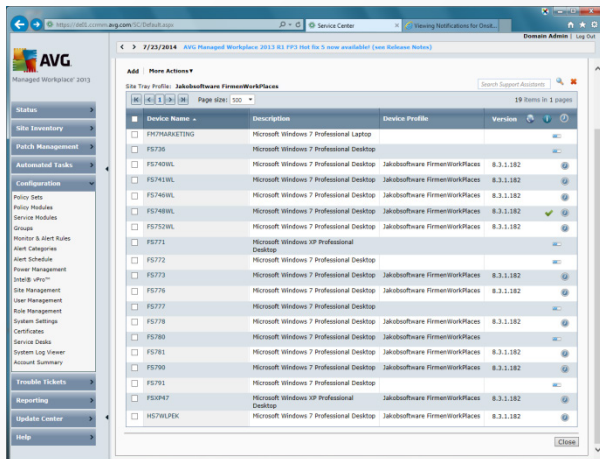 https://dell1.ccmnn.avg.com/SC/Default.aspx
Service Center
Viewing Notifications for Onsit...
Domain Admin | Log Out
AVG
Managed Workplace 2013
7/23/2014 AVG Managed Workplace 2013 R1 FP3 Hot fix 5 now available! (see Release Notes)
Add More Actions
Site Tray Profile: Jakobsoftware FirmenWorkPlaces
Search Support Assistants
1 Page size: 500
19 items in 1 pages
Device Name Description Device Profile Version
FM7MARKETING Microsoft Windows 7 Professional Laptop
FS736 Microsoft Windows 7 Professional Desktop
FS740WL Microsoft Windows 7 Professional Desktop Jakobsoftware FirmenWorkPlaces 8.3.1.182
FS741WL Microsoft Windows 7 Professional Desktop Jakobsoftware FirmenWorkPlaces 8.3.1.182
FS746WL Microsoft Windows 7 Professional Desktop Jakobsoftware FirmenWorkPlaces 8.3.1.182
FS748WL Microsoft Windows 7 Professional Desktop Jakobsoftware FirmenWorkPlaces 8.3.1.182
FS752WL Microsoft Windows 7 Professional Desktop Jakobsoftware FirmenWorkPlaces 8.3.1.182
FS771 Microsoft Windows XP Professional
Desktop
FS772 Microsoft Windows 7 Professional Desktop
FS773 Microsoft Windows 7 Professional Desktop Jakobsoftware FirmenWorkPlaces 8.3.1.182
FS776 Microsoft Windows 7 Professional Desktop Jakobsoftware FirmenWorkPlaces 8.3.1.182
FS777 Microsoft Windows 7 Professional Desktop
FS778 Microsoft Windows 7 Professional Desktop Jakobsoftware FirmenWorkPlaces 8.3.1.182
FS780 Microsoft Windows 7 Professional Desktop
FS781 Microsoft Windows 7 Professional Desktop Jakobsoftware FirmenWorkPlaces 8.3.1.182
FS790 Microsoft Windows 7 Professional Desktop Jakobsoftware FirmenWorkPlaces 8.3.1.182
FS791 Microsoft Windows 7 Professional Desktop
FSXP47 Microsoft Windows XP Professional
Desktop Jakobsoftware FirmenWorkPlaces 8.3.1.182
HS7WLPEK Microsoft Windows 7 Professional Desktop Jakobsoftware FirmenWorkPlaces 8.3.1.182
Close
Status
Site Inventory
Patch Management
Automated Tasks
Configuration
Policy Sets
Policy Modules
Service Modules
Groups
Monitor & Alert Rules
Alert Categories
Alert Schedule
Power Management
Intel® vPro™
Site Management
User Management
Role Management
System Settings
Certificates
Service Desks
System Log Viewer
Account Summary
Trouble Tickets
Reporting
Update Center
Help